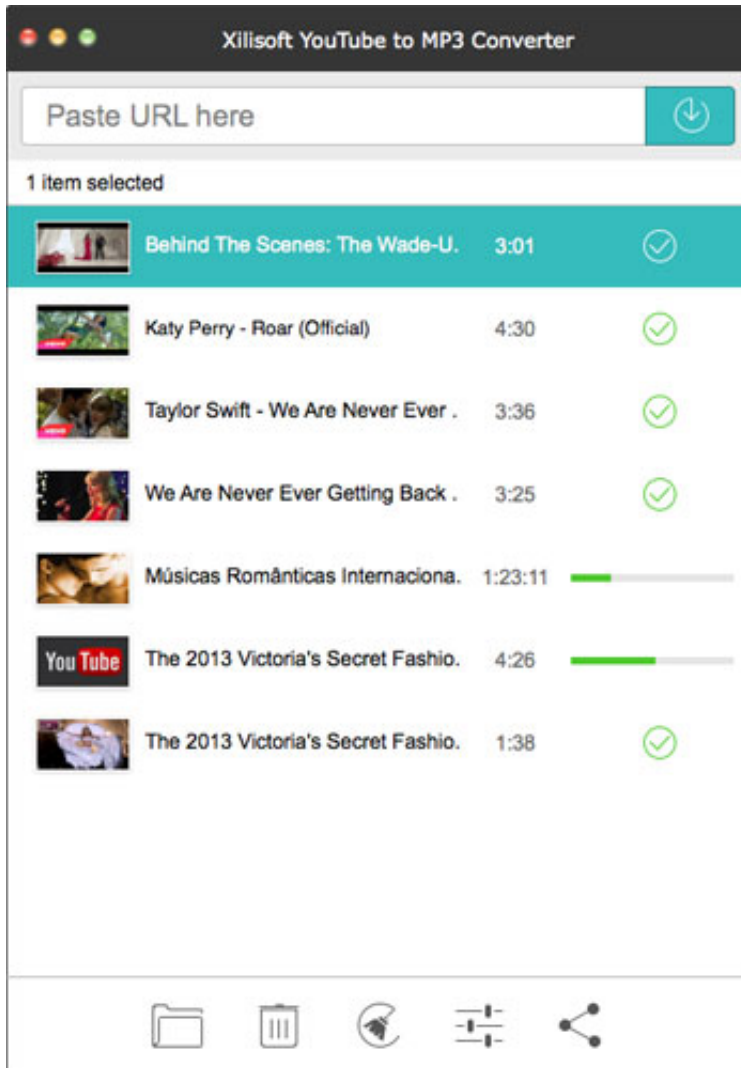 Xilisoft YouTube to MP3 Converter
Paste URL here
1 item selected
Behind The Scenes: The Wade-U. 3:01
Katy Perry - Roar (Official) 4:30
Taylor Swift - We Are Never Ever . 3:36
We Are Never Ever Getting Back . 3:25
Músicas Românticas Internaciona. 1:23:11
You Tube The 2013 Victoria's Secret Fashio. 4:26
The 2013 Victoria's Secret Fashio. 1:38